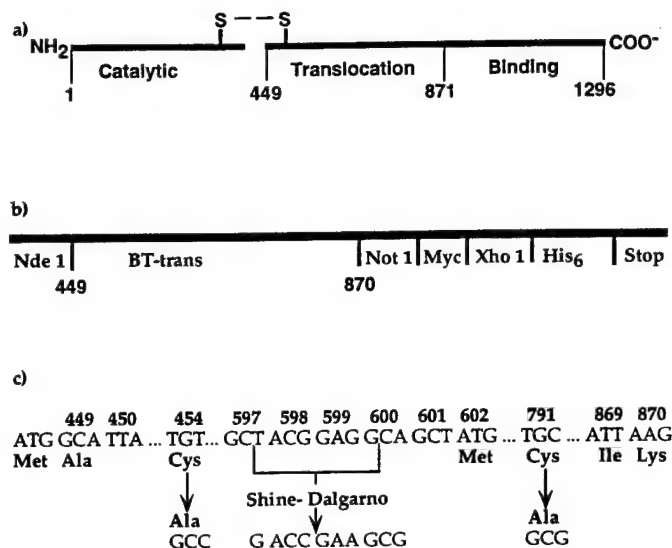 a)
S -- S
NH2 COO-
Catalytic Translocation Binding
1 449 871 1296
b)
Nde 1 BT-trans Not 1 Myc Xho 1 His6 Stop
449 870
c)
449 450 454 597 598 599 600 601 602 791 869 870
ATG GCA TTA ... TGT ... GCT ACG GAG GCA GCT ATG ... TGC ... ATT AAG
Met Ala Cys Met Cys Ile Lys
Shine-Dalgarno
Ala Ala
GCC G ACC GAA GCG GCG